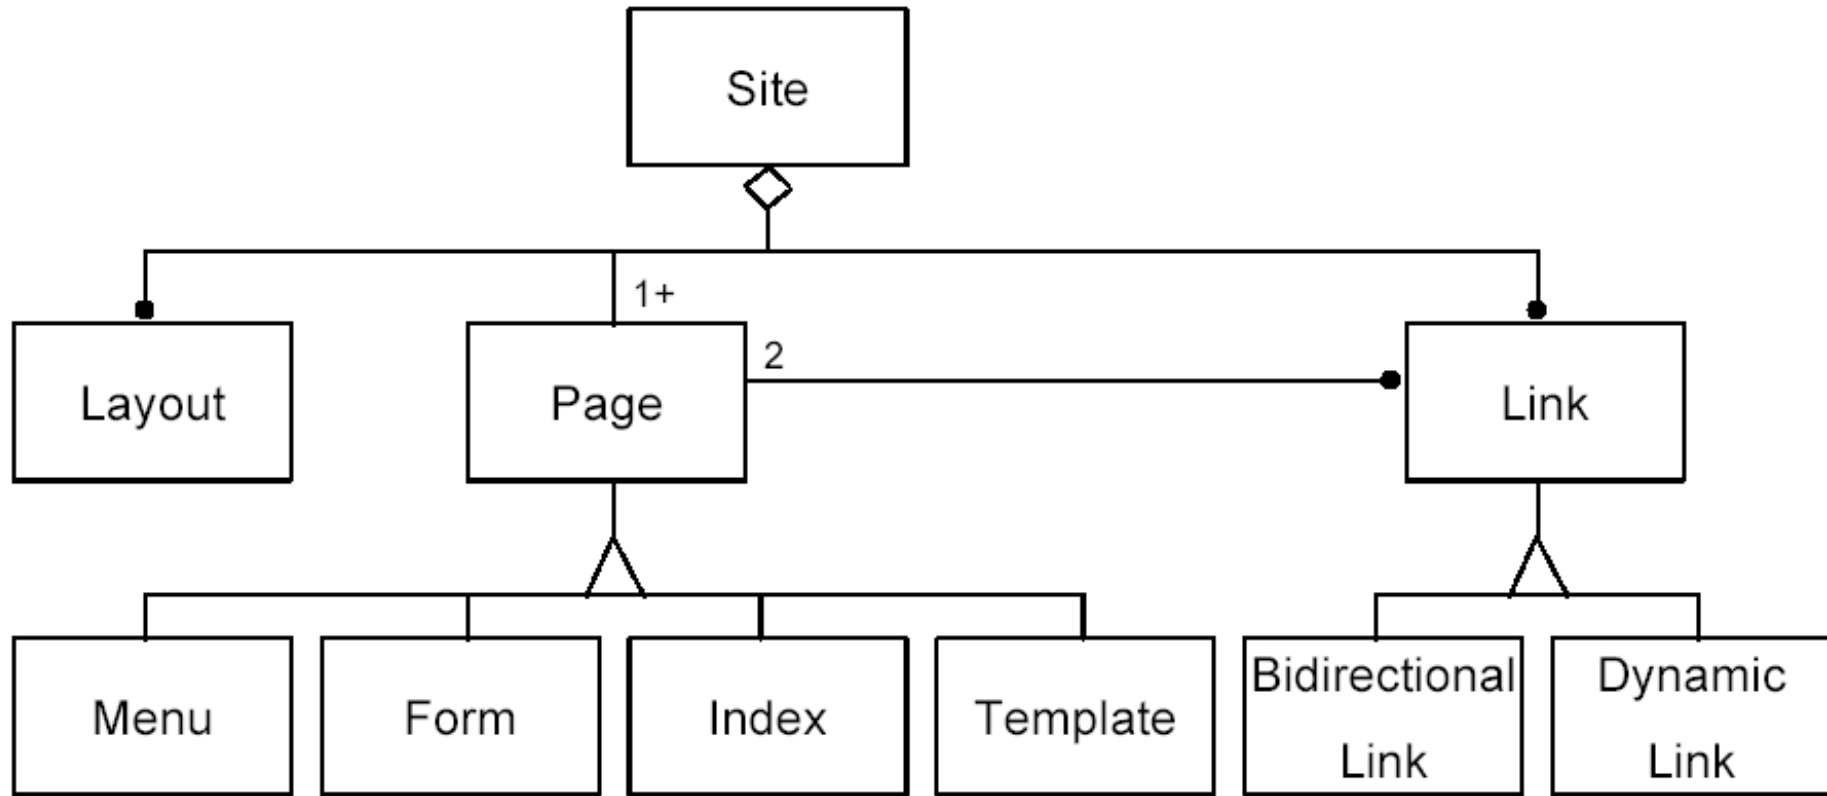 Site
1+
2
Layout
Page
Link
Menu
Form
Index
Template
Bidirectional
Link
Dynamic
Link